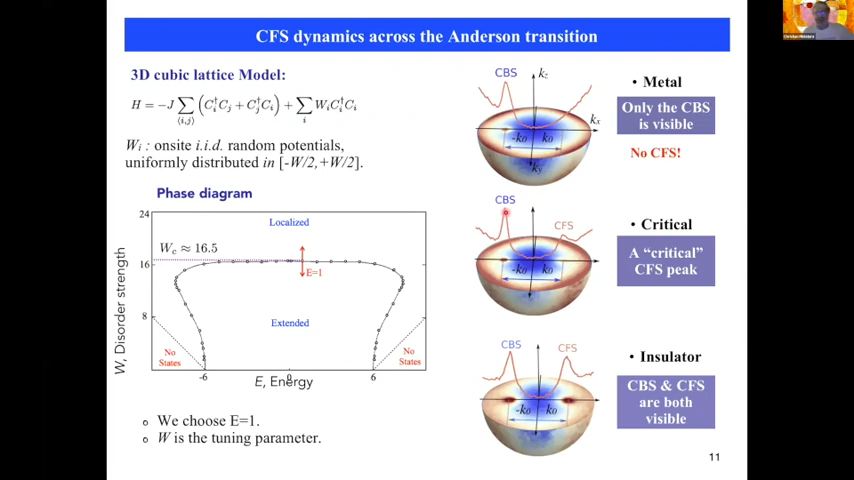 CFS dynamics across the Anderson transition
3D cubic lattice Model:
H = −J ∑⟨i,j⟩ (C†iCj + C†jCi) + ∑i WiC†iCi
Wi : onsite i.i.d. random potentials,
uniformly distributed in [-W/2,+W/2].
Phase diagram
W, Disorder strength
24
16
8
Localized
Wc ≈ 16.5
E=1
Extended
No
States
No
States
-6
0
6
E, Energy
o We choose E=1.
o W is the tuning parameter.
CBS
kz
kx
-k0
k0
ky
• Metal
Only the CBS
is visible
No CFS!
CBS
CFS
-k0
k0
• Critical
A “critical”
CFS peak
CBS
CFS
-k0
k0
• Insulator
CBS & CFS
are both
visible
11